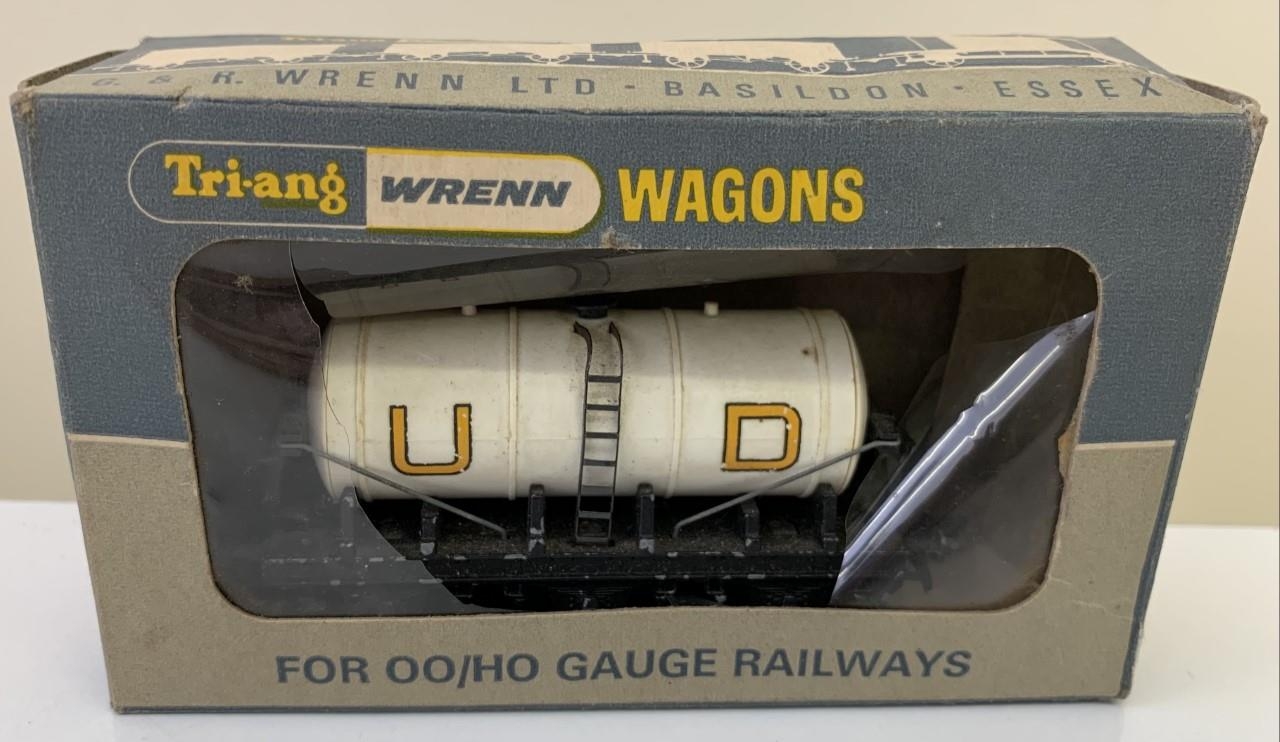 G. & R. WRENN LTD - BASILDON - ESSEX
Tri-ang WRENN WAGONS
U D
FOR OO/HO GAUGE RAILWAYS